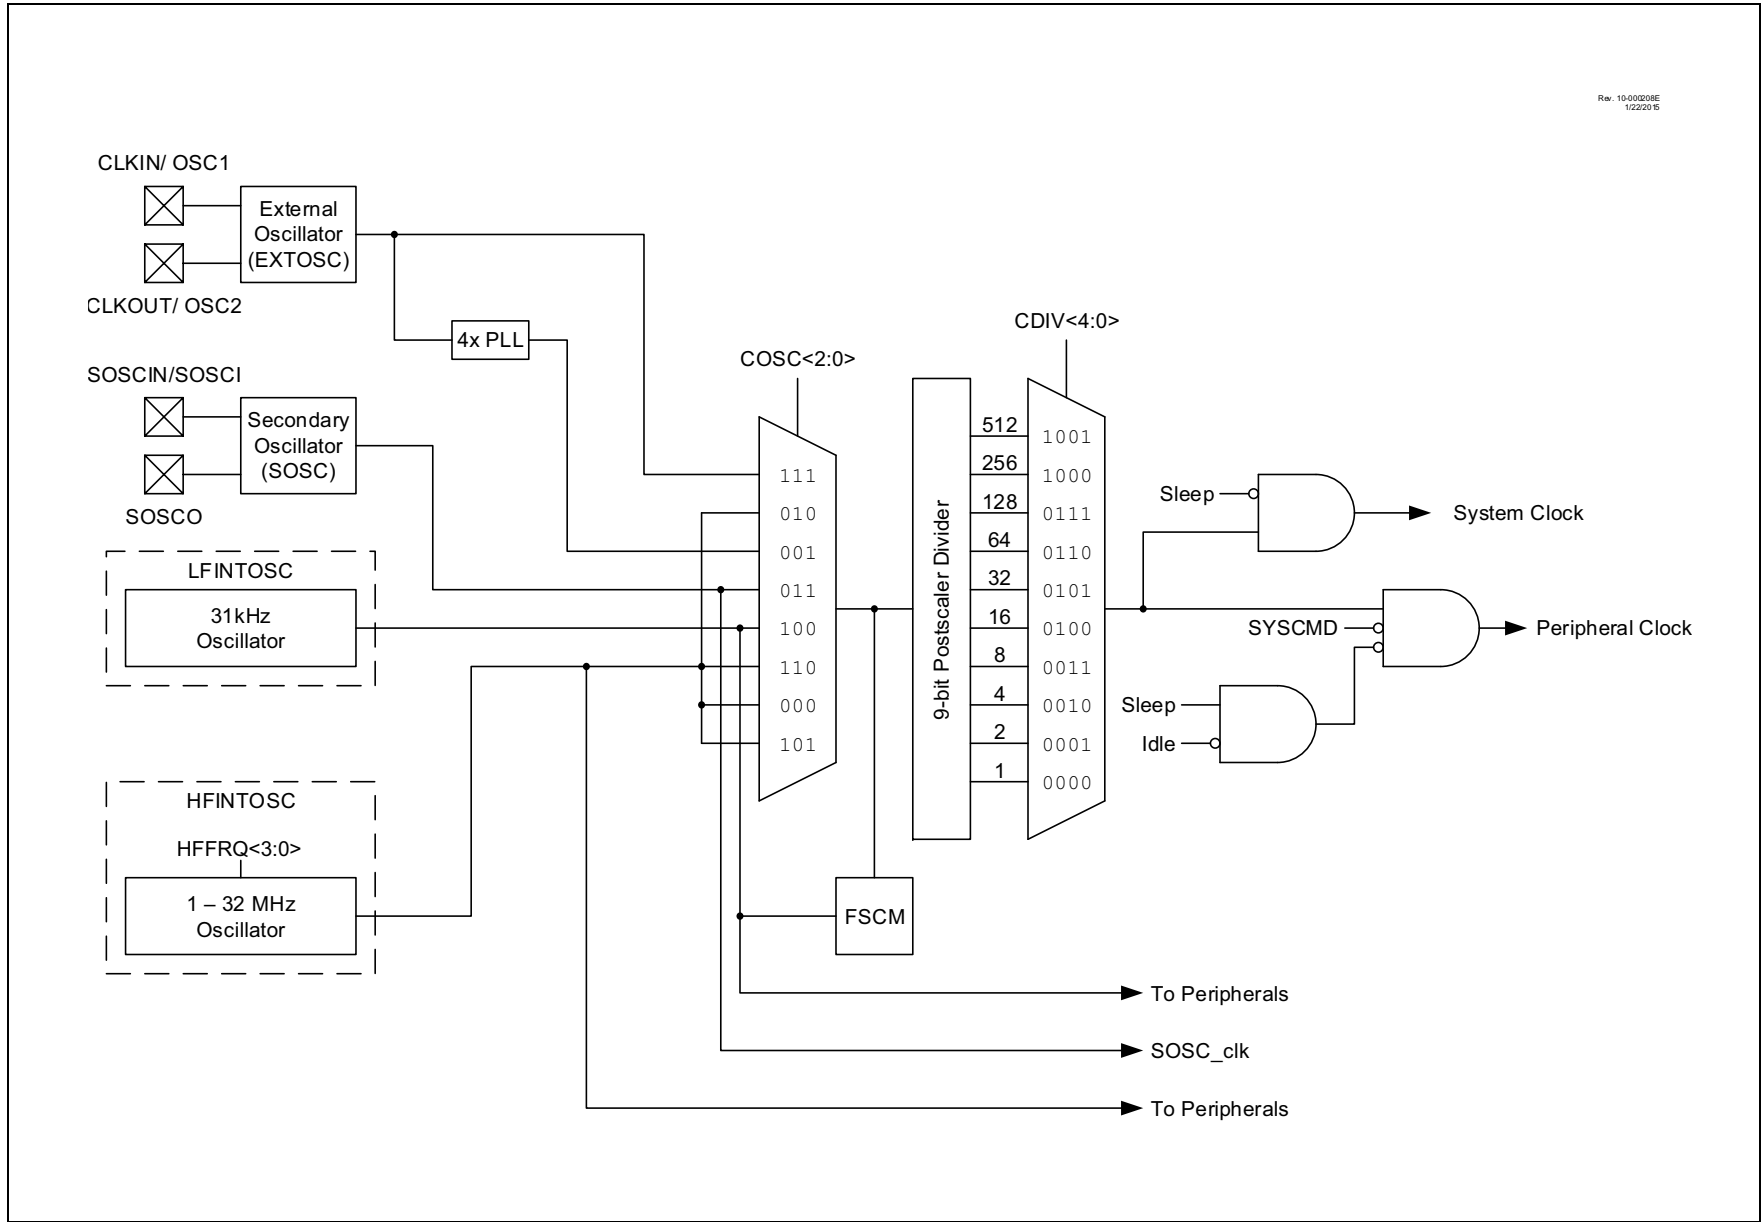 Rev. 10-000208E
1/22/2015
CLKIN/ OSC1
External
Oscillator
(EXTOSC)
CLKOUT/ OSC2
4x PLL
SOSCIN/SOSCI
Secondary
Oscillator
(SOSC)
SOSCO
LFINTOSC
31kHz
Oscillator
HFINTOSC
HFFRQ<3:0>
1 – 32 MHz
Oscillator
COSC<2:0>
111
010
001
011
100
110
000
101
FSCM
9-bit Postscaler Divider
CDIV<4:0>
512 1001
256 1000
128 0111
64 0110
32 0101
16 0100
8 0011
4 0010
2 0001
1 0000
Sleep
System Clock
SYSCMD
Peripheral Clock
Sleep
Idle
To Peripherals
SOSC_clk
To Peripherals